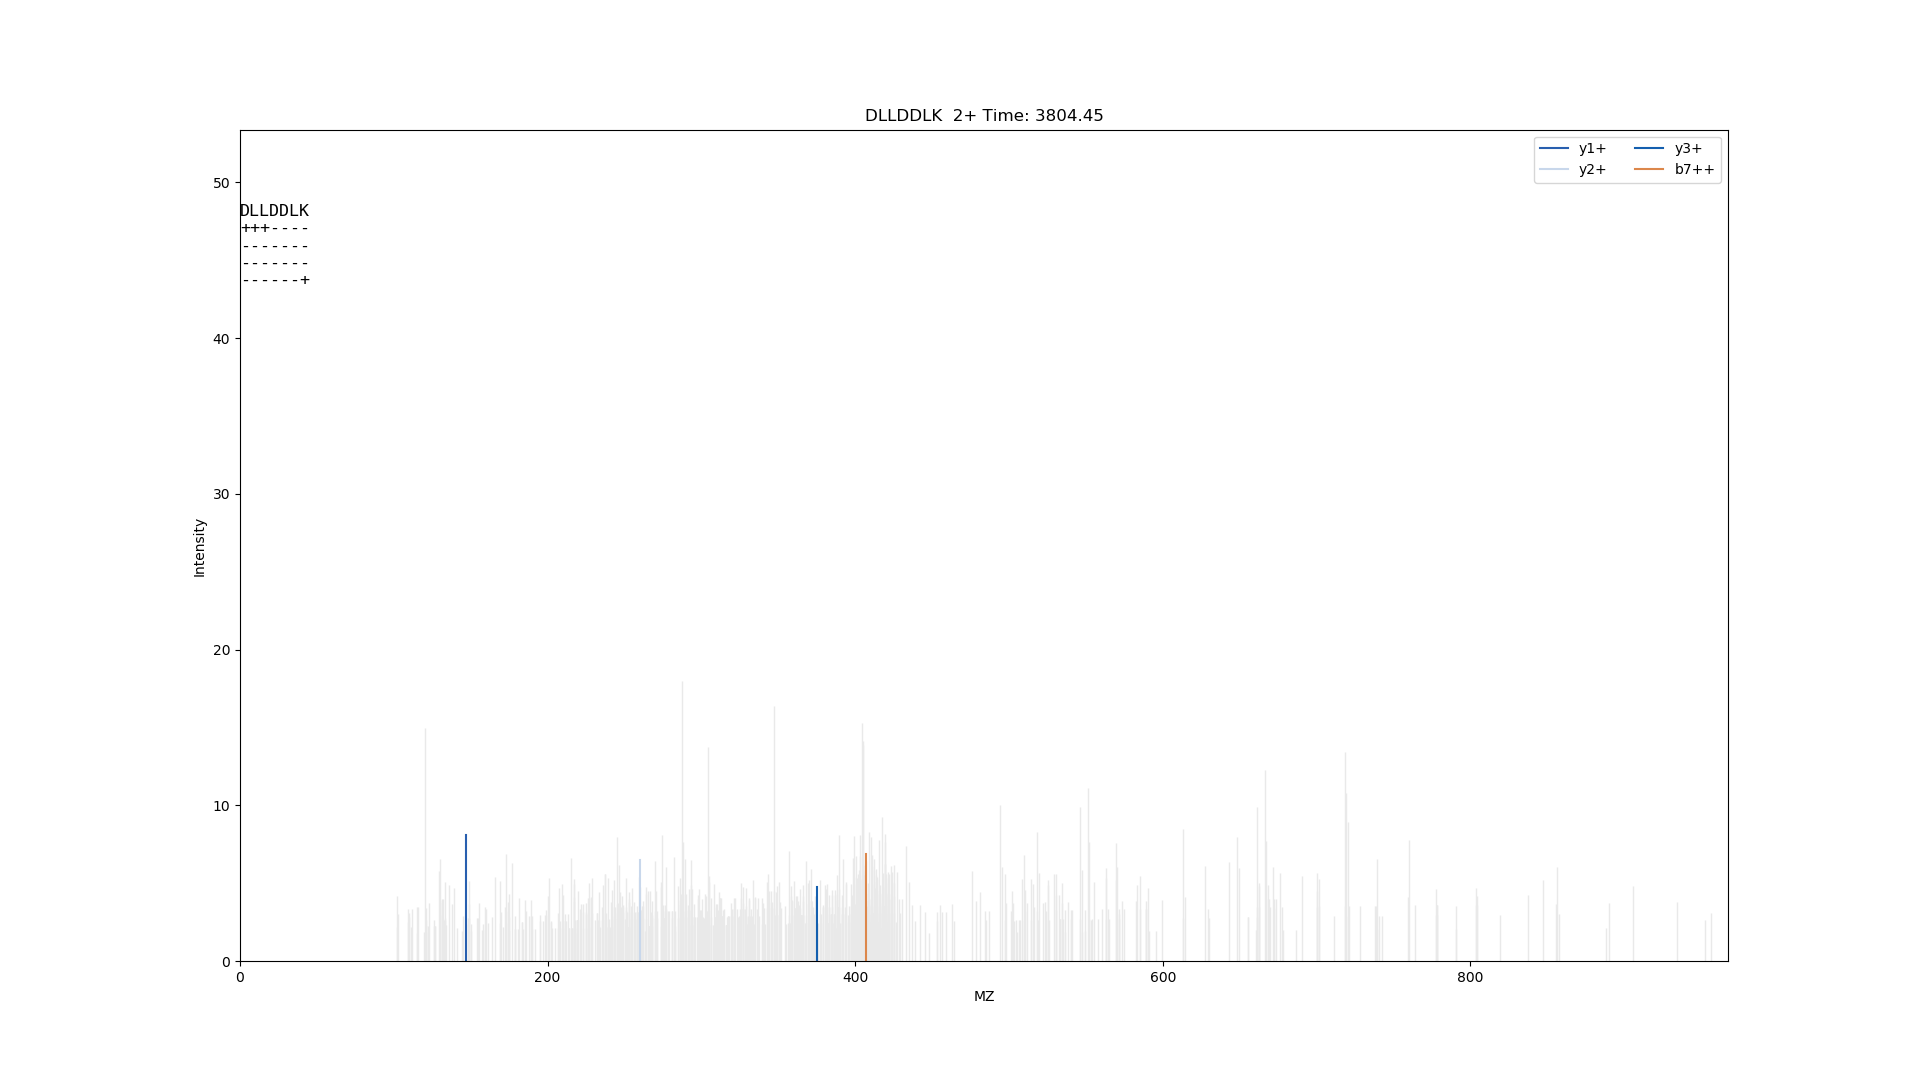 DLLDDLK  2+ Time: 3804.45
y1+ y3+
y2+ b7++
50
DLLDDLK
+++----
-------
-------
------+
40
30
Intensity
20
10
0
0 200 400 600 800
MZ